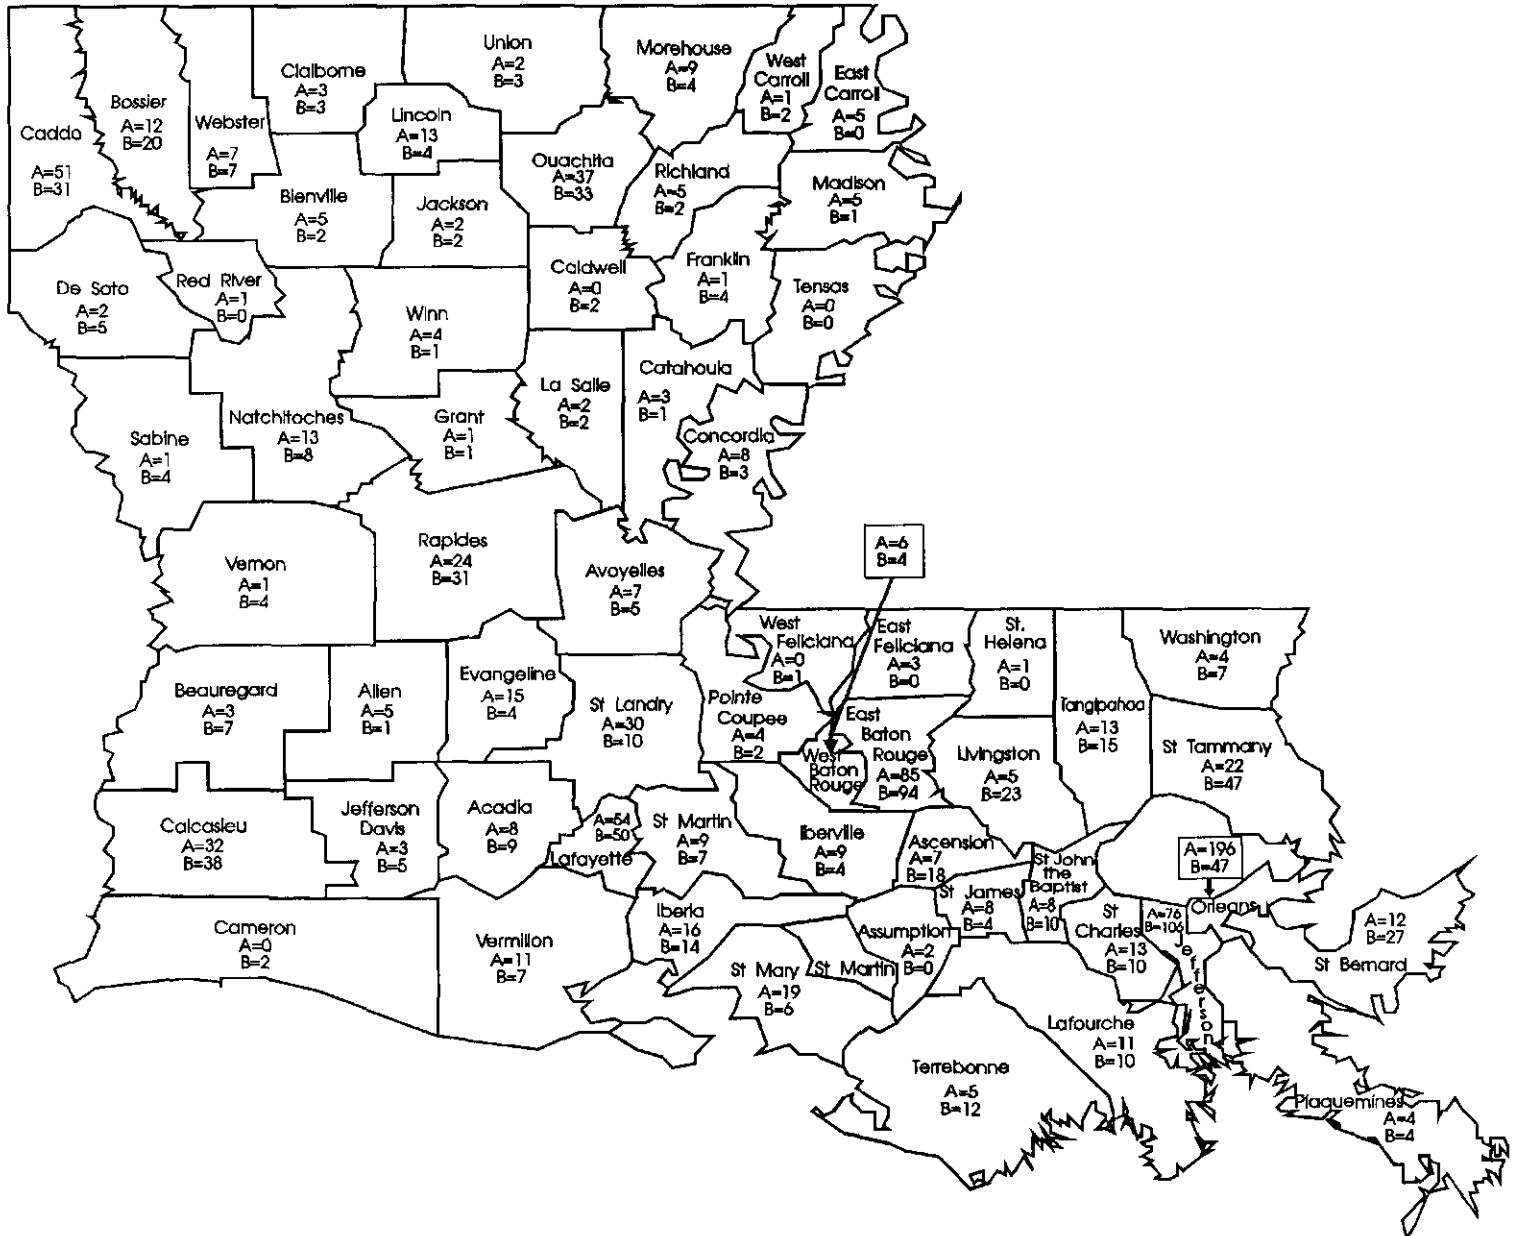 Caddo
A=51
B=31
Bossier
A=12
B=20
Webster
A=7
B=7
Claiborne
A=3
B=3
Union
A=2
B=3
Morehouse
A=9
B=4
West
Carroll
A=1
B=2
East
Carroll
A=5
B=0
Lincoln
A=13
B=4
Ouachita
A=37
B=33
Richland
A=5
B=2
Madison
A=5
B=1
Bienville
A=5
B=2
Jackson
A=2
B=2
De Soto
A=2
B=5
Red River
A=1
B=0
Winn
A=4
B=1
Caldwell
A=0
B=2
Franklin
A=1
B=4
Tensas
A=0
B=0
Sabine
A=1
B=4
Natchitoches
A=13
B=8
Grant
A=1
B=1
La Salle
A=2
B=2
Catahoula
A=3
B=1
Concordia
A=8
B=3
Vernon
A=1
B=4
Rapides
A=24
B=31
Avoyelles
A=7
B=5
A=6
B=4
Beauregard
A=3
B=7
Allen
A=5
B=1
Evangeline
A=15
B=4
St Landry
A=30
B=10
Pointe
Coupee
A=4
B=2
West
Feliciana
A=0
B=1
East
Feliciana
A=3
B=0
St.
Helena
A=1
B=0
Tangipahoa
A=13
B=15
Washington
A=4
B=7
West
Baton
Rouge
East
Baton
Rouge
A=85
B=94
Livingston
A=5
B=23
St Tammany
A=22
B=47
Calcasieu
A=32
B=38
Jefferson
Davis
A=3
B=5
Acadia
A=8
B=9
A=54
B=50
Lafayette
St Martin
A=9
B=7
Iberville
A=9
B=4
Ascension
A=7
B=18
St John
the
Baptist
A=8
B=10
A=196
B=47
Orleans
Cameron
A=0
B=2
Vermilion
A=11
B=7
Iberia
A=16
B=14
St Mary
A=19
B=6
St Martin
Assumption
A=2
B=0
St James
A=8
B=4
St
Charles
A=13
B=10
A=76
B=106
Jefferson
A=12
B=27
St Bernard
Terrebonne
A=5
B=12
Lafourche
A=11
B=10
Plaquemines
A=4
B=4